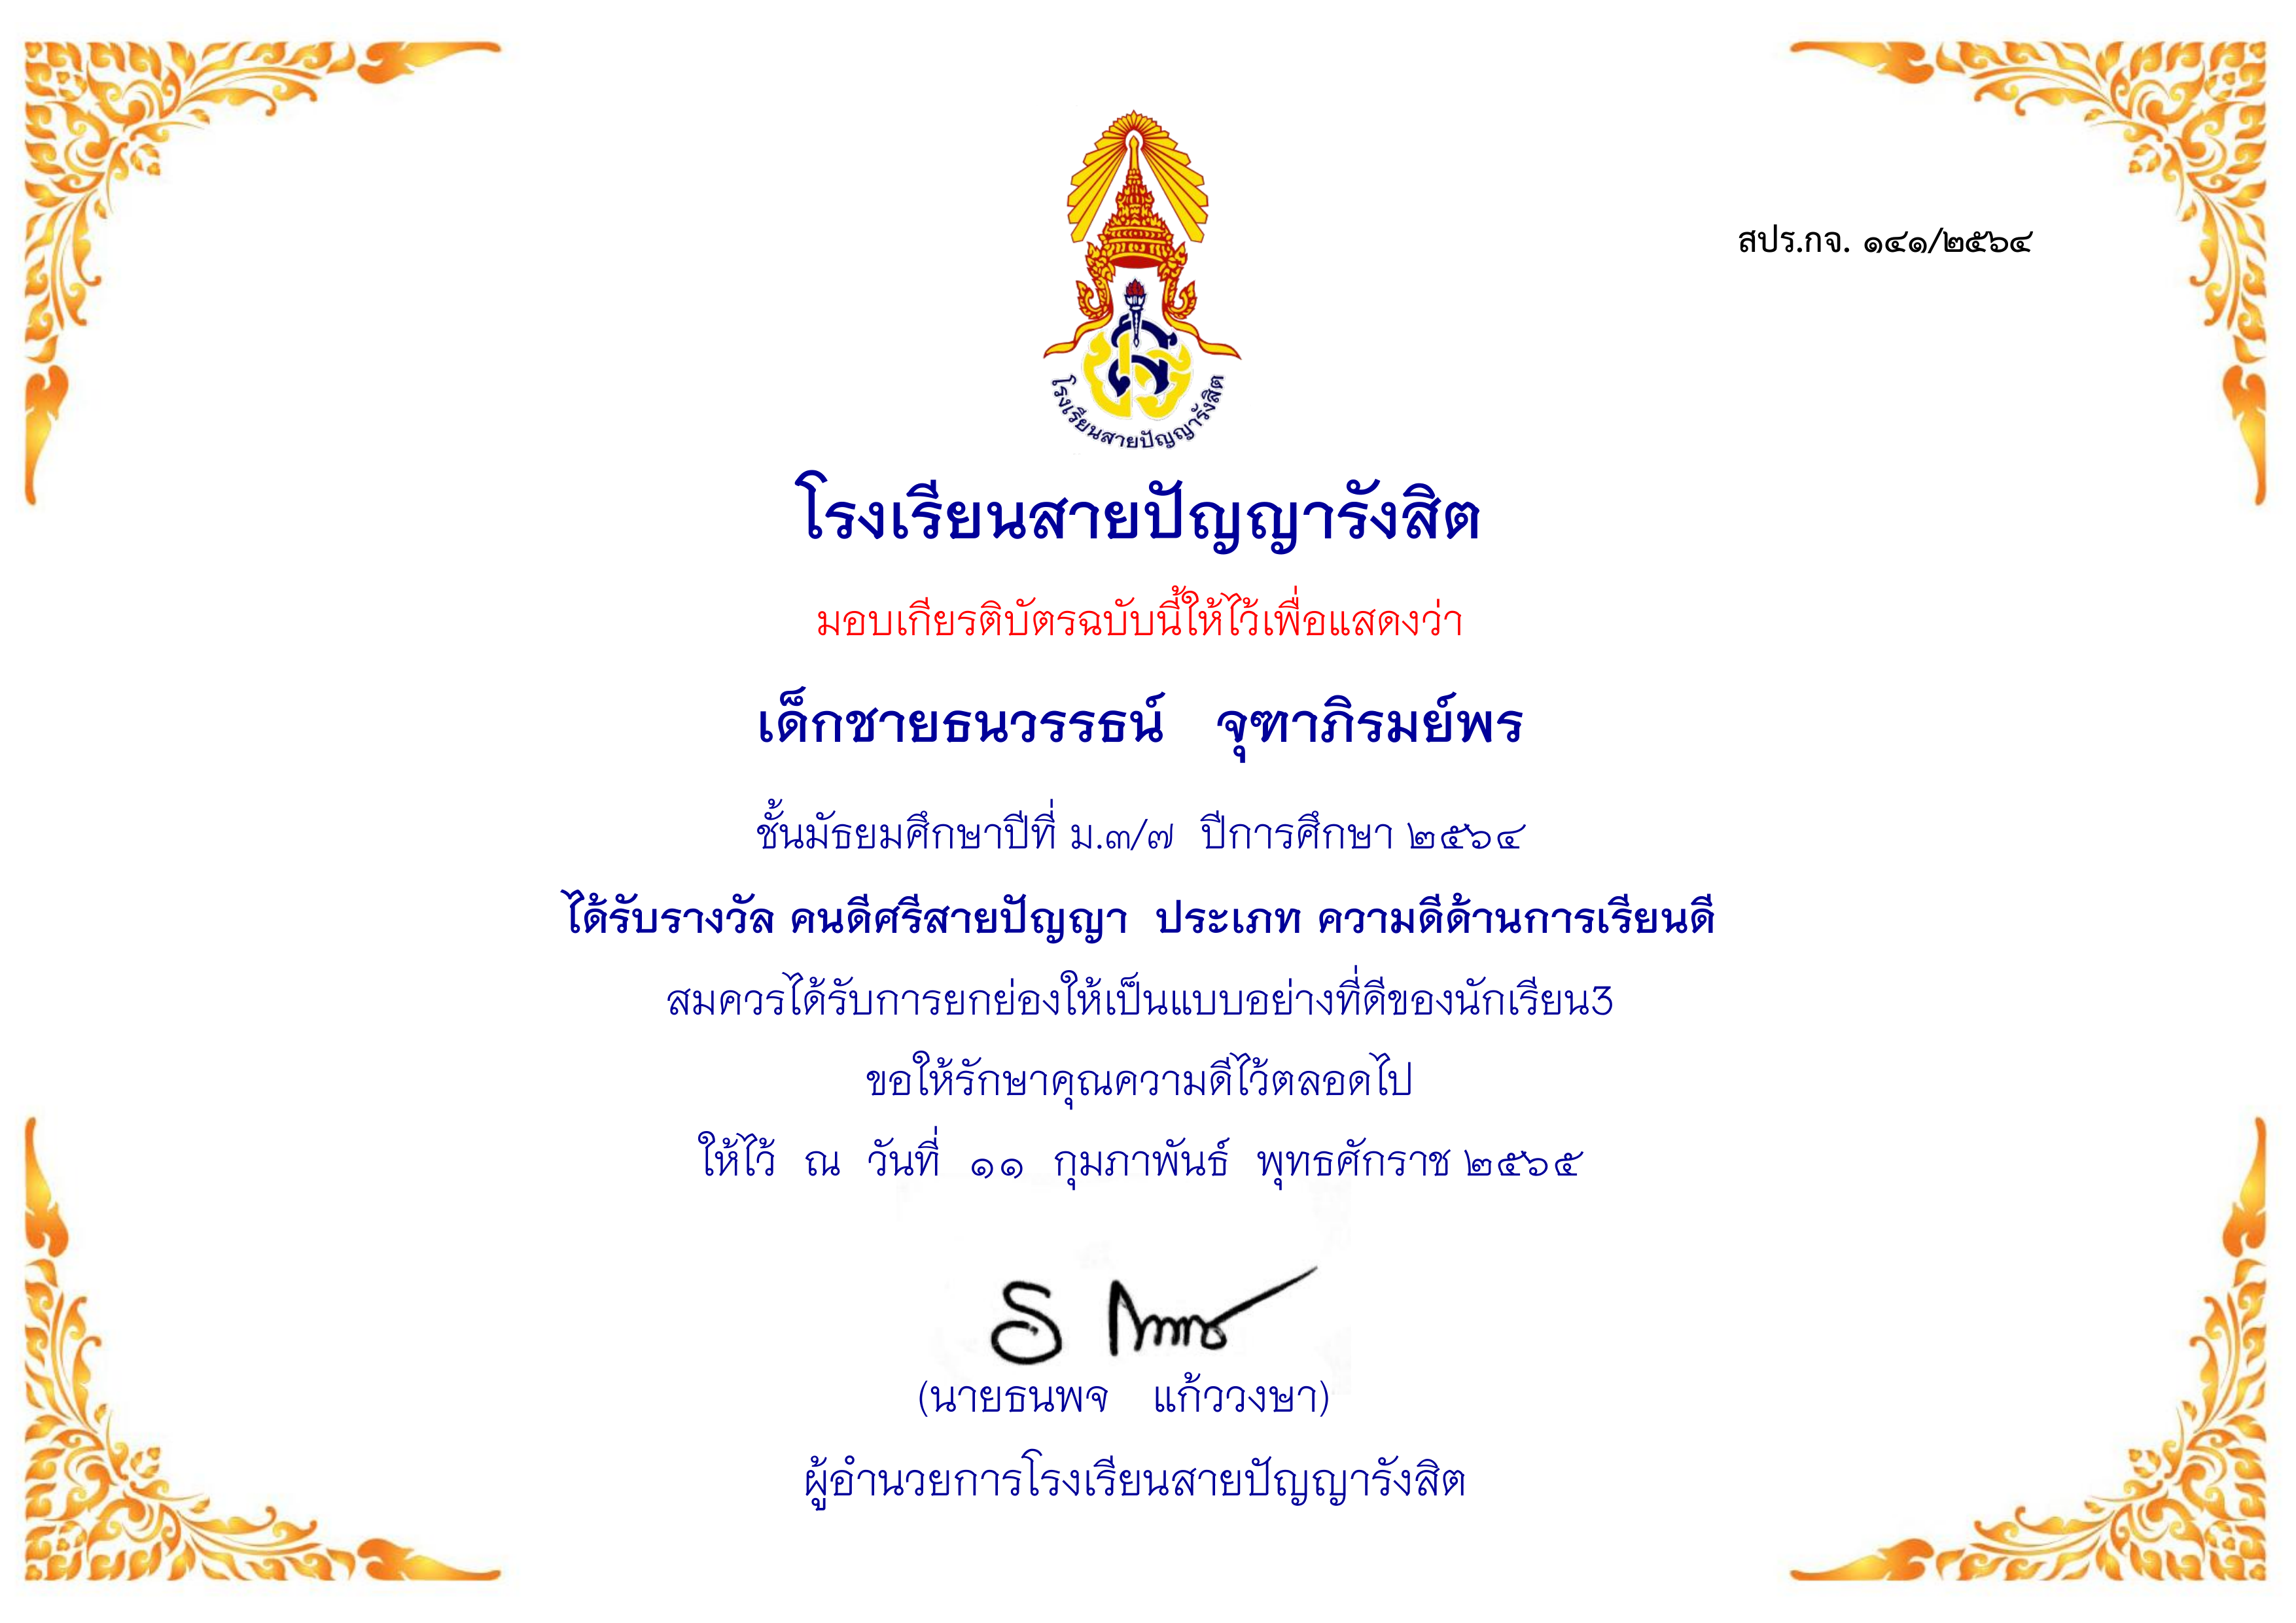 สปร.กจ. ๑๔๑/๒๕๖๔
โรงเรียนสายปัญญารังสิต
โรงเรียนสายปัญญารังสิต
มอบเกียรติบัตรฉบับนี้ให้ไว้เพื่อแสดงว่า
เด็กชายธนวรรธน์ จุฑาภิรมย์พร
ชั้นมัธยมศึกษาปีที่ ม.๓/๗ ปีการศึกษา ๒๕๖๔
ได้รับรางวัล คนดีศรีสายปัญญา ประเภท ความดีด้านการเรียนดี
สมควรได้รับการยกย่องให้เป็นแบบอย่างที่ดีของนักเรียน3
ขอให้รักษาคุณความดีไว้ตลอดไป
ให้ไว้ ณ วันที่ ๑๑ กุมภาพันธ์ พุทธศักราช ๒๕๖๕
(นายธนพจ แก้ววงษา)
ผู้อำนวยการโรงเรียนสายปัญญารังสิต